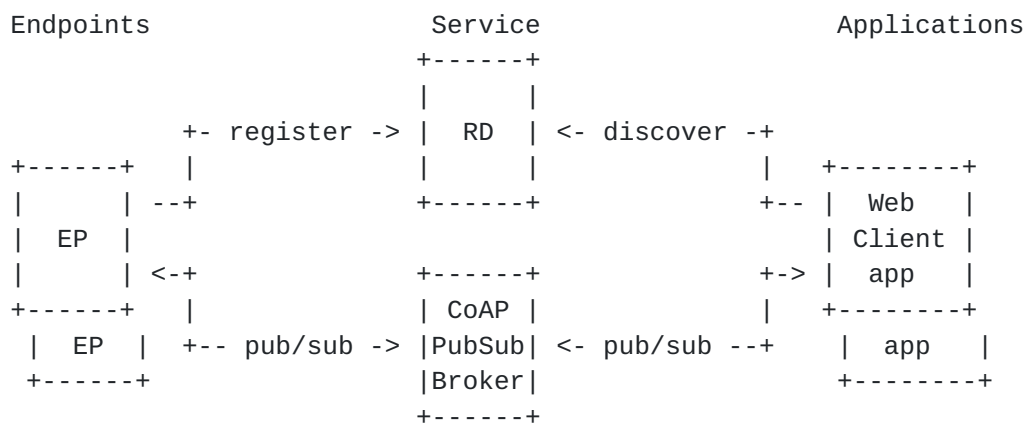 Endpoints Service Applications
+------+
| |
+- register -> | RD | <- discover -+
+------+ | | | | +--------+
| | --+ +------+ +-- | Web |
| EP | | Client |
| | <-+ +------+ +-> | app |
+------+ | | CoAP | | +--------+
| EP | +-- pub/sub -> |PubSub| <- pub/sub --+ | app |
+------+ |Broker| +--------+
+------+